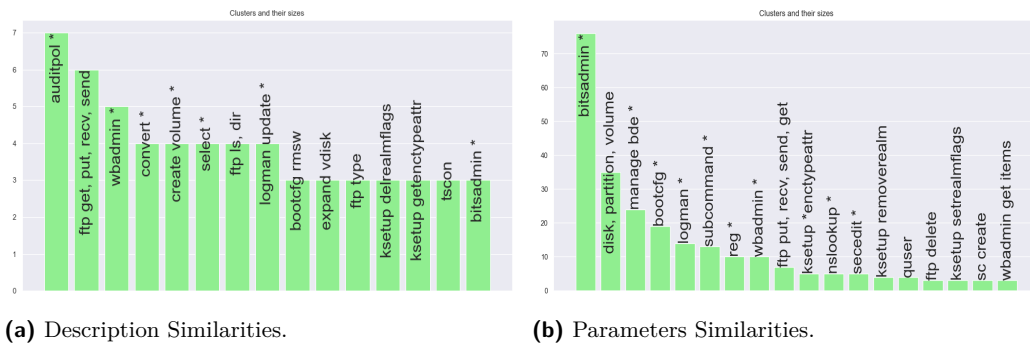 Clusters and their sizes
7
6
5
4
3
2
1
0
auditpol *
ftp get, put, recv, send
wbadmin *
convert *
create volume *
select *
ftp ls, dir
logman update *
bootcfg rmsw
expand vdisk
ftp type
ksetup delrealmflags
ksetup getenctypeattr
tscon
bitsadmin *
(a) Description Similarities.
Clusters and their sizes
70
60
50
40
30
20
10
0
bitsadmin *
disk, partition, volume
manage bde *
bootcfg *
logman *
subcommand *
reg *
wbadmin *
ftp put, recv, send, get
ksetup *enctypeattr
nslookup *
secedit *
ksetup removerealm
quser
ftp delete
ksetup setrealmflags
sc create
wbadmin get items
(b) Parameters Similarities.